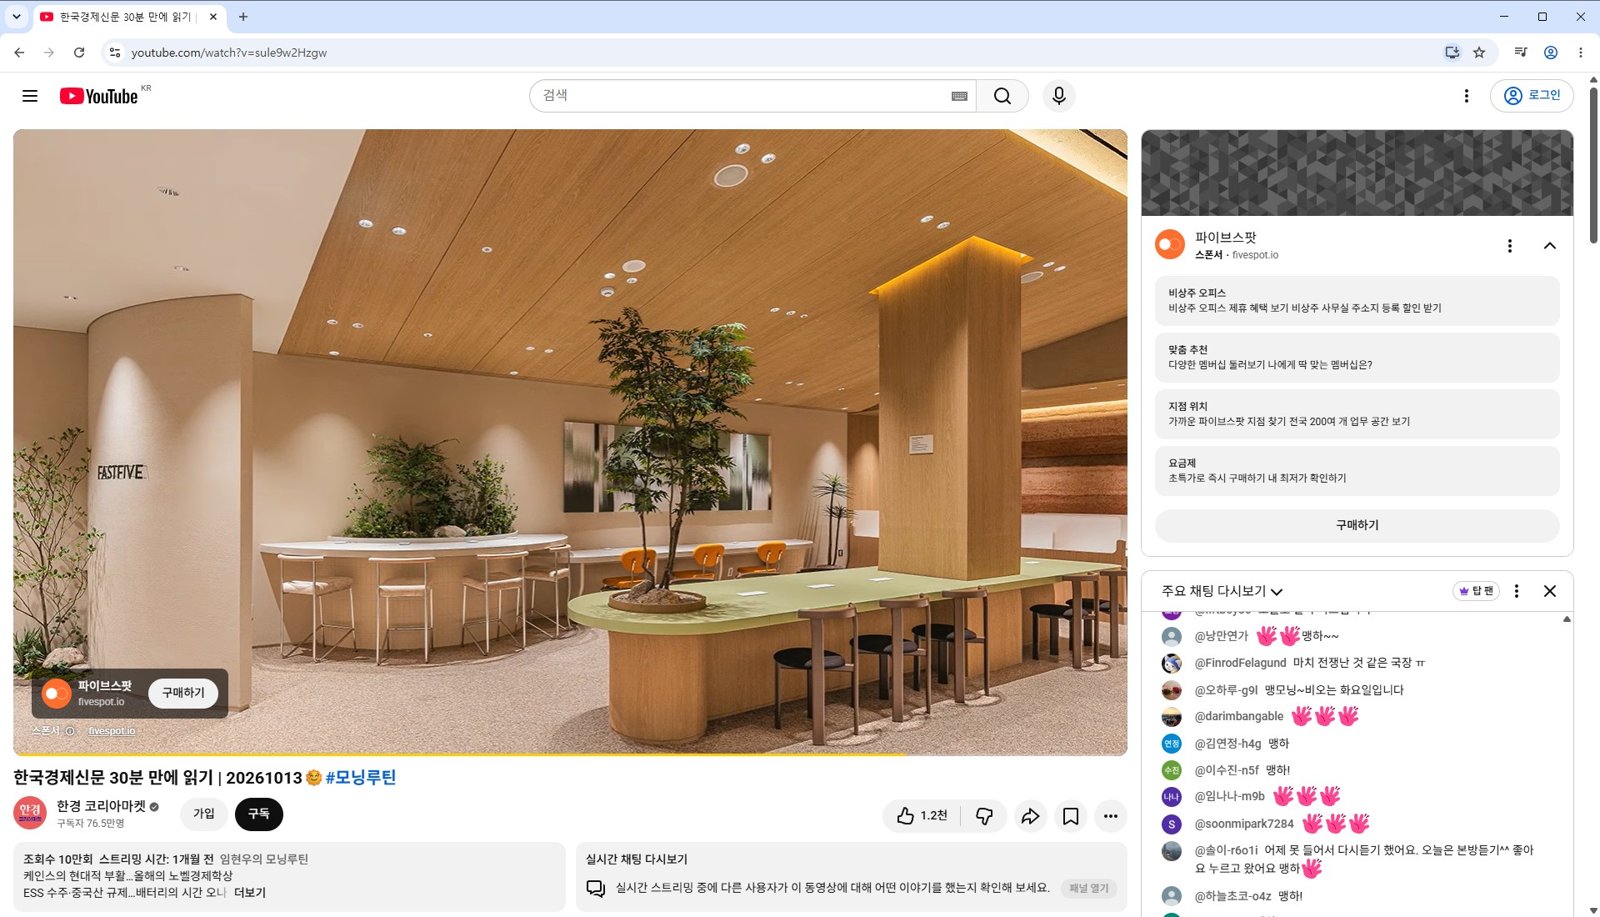 한국경제신문 30분 만에 읽기 |
youtube.com/watch?v=sule9w2Hzgw
YouTube KR
검색
로그인
FASTFIVE
파이브스팟
fivespot.io
구매하기
스폰서 · fivespot.io
한국경제신문 30분 만에 읽기 | 20261013 🌞 #모닝루틴
한경 코리아마켓
구독자 76.5만명
가입
구독
1.2천
조회수 10만회 스트리밍 시간: 1개월 전 임현우의 모닝루틴
케인스의 현대적 부활...올해의 노벨경제학상
ESS 수주·중국산 규제...배터리의 시간 오나 더보기
실시간 채팅 다시보기
실시간 스트리밍 중에 다른 사용자가 이 동영상에 대해 어떤 이야기를 했는지 확인해 보세요.
패널 열기
파이브스팟
스폰서 · fivespot.io
비상주 오피스
비상주 오피스 제휴 혜택 보기 비상주 사무실 주소지 등록 할인 받기
맞춤 추천
다양한 멤버십 둘러보기 나에게 딱 맞는 멤버십은?
지점 위치
가까운 파이브스팟 지점 찾기 전국 200여 개 업무 공간 보기
요금제
초특가로 즉시 구매하기 내 최저가 확인하기
구매하기
주요 채팅 다시보기
탑 팬
@낭만연가 맹하~~
@FinrodFelagund 마치 전쟁난 것 같은 국장 ㅠ
@오하루-g9l 맹모닝~비오는 화요일입니다
@darimbangable
연정 @김연정-h4g 맹하
수진 @이수진-n5f 맹하!
나나 @임나나-m9b
S @soonmipark7284
@솔이-r6o1i 어제 못 들어서 다시듣기 했어요. 오늘은 본방듣기^^ 좋아
요 누르고 왔어요 맹하
@하늘초코-o4z 맹하!